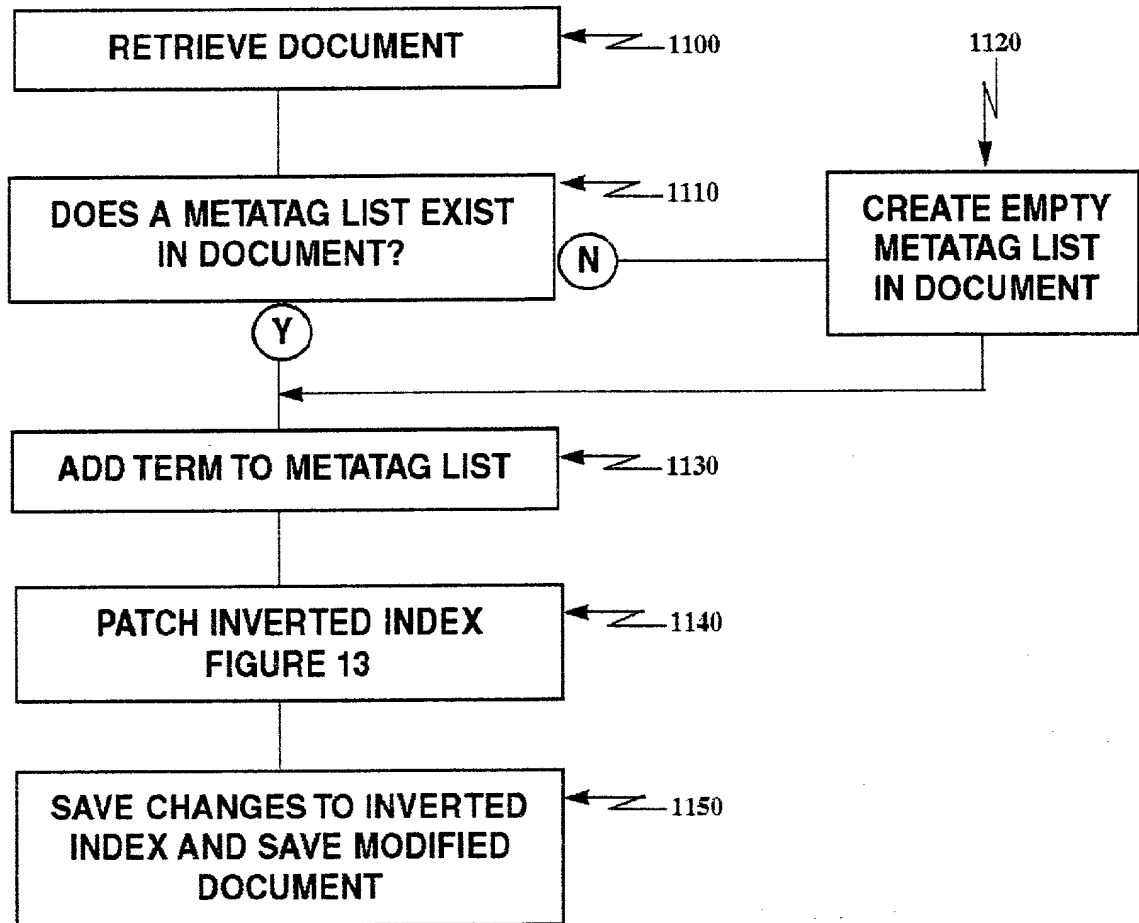 RETRIEVE DOCUMENT
1100
1120
DOES A METATAG LIST EXIST
IN DOCUMENT?
1110
N
Y
CREATE EMPTY
METATAG LIST
IN DOCUMENT
ADD TERM TO METATAG LIST
1130
PATCH INVERTED INDEX
FIGURE 13
1140
SAVE CHANGES TO INVERTED
INDEX AND SAVE MODIFIED
DOCUMENT
1150